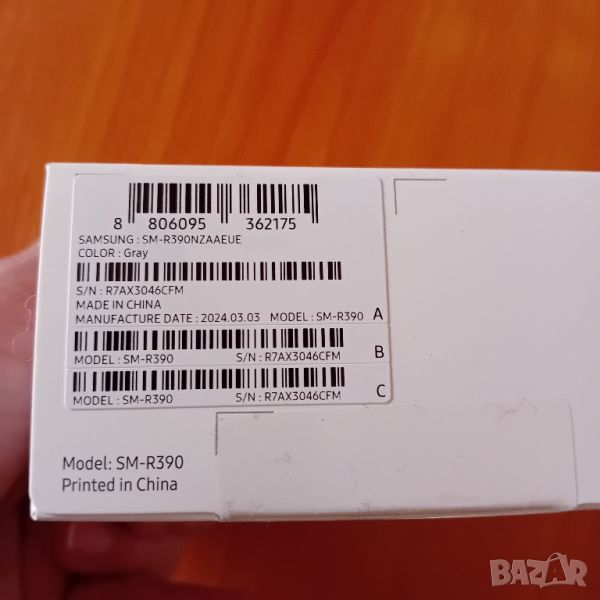 8 806095 362175
SAMSUNG : SM-R390NZAAEUE
COLOR : Gray
S/N : R7AX3046CFM
MADE IN CHINA
MANUFACTURE DATE : 2024.03.03 MODEL : SM-R390 A
MODEL : SM-R390 S/N : R7AX3046CFM B
MODEL : SM-R390 S/N : R7AX3046CFM C
Model: SM-R390
Printed in China
BAZAR